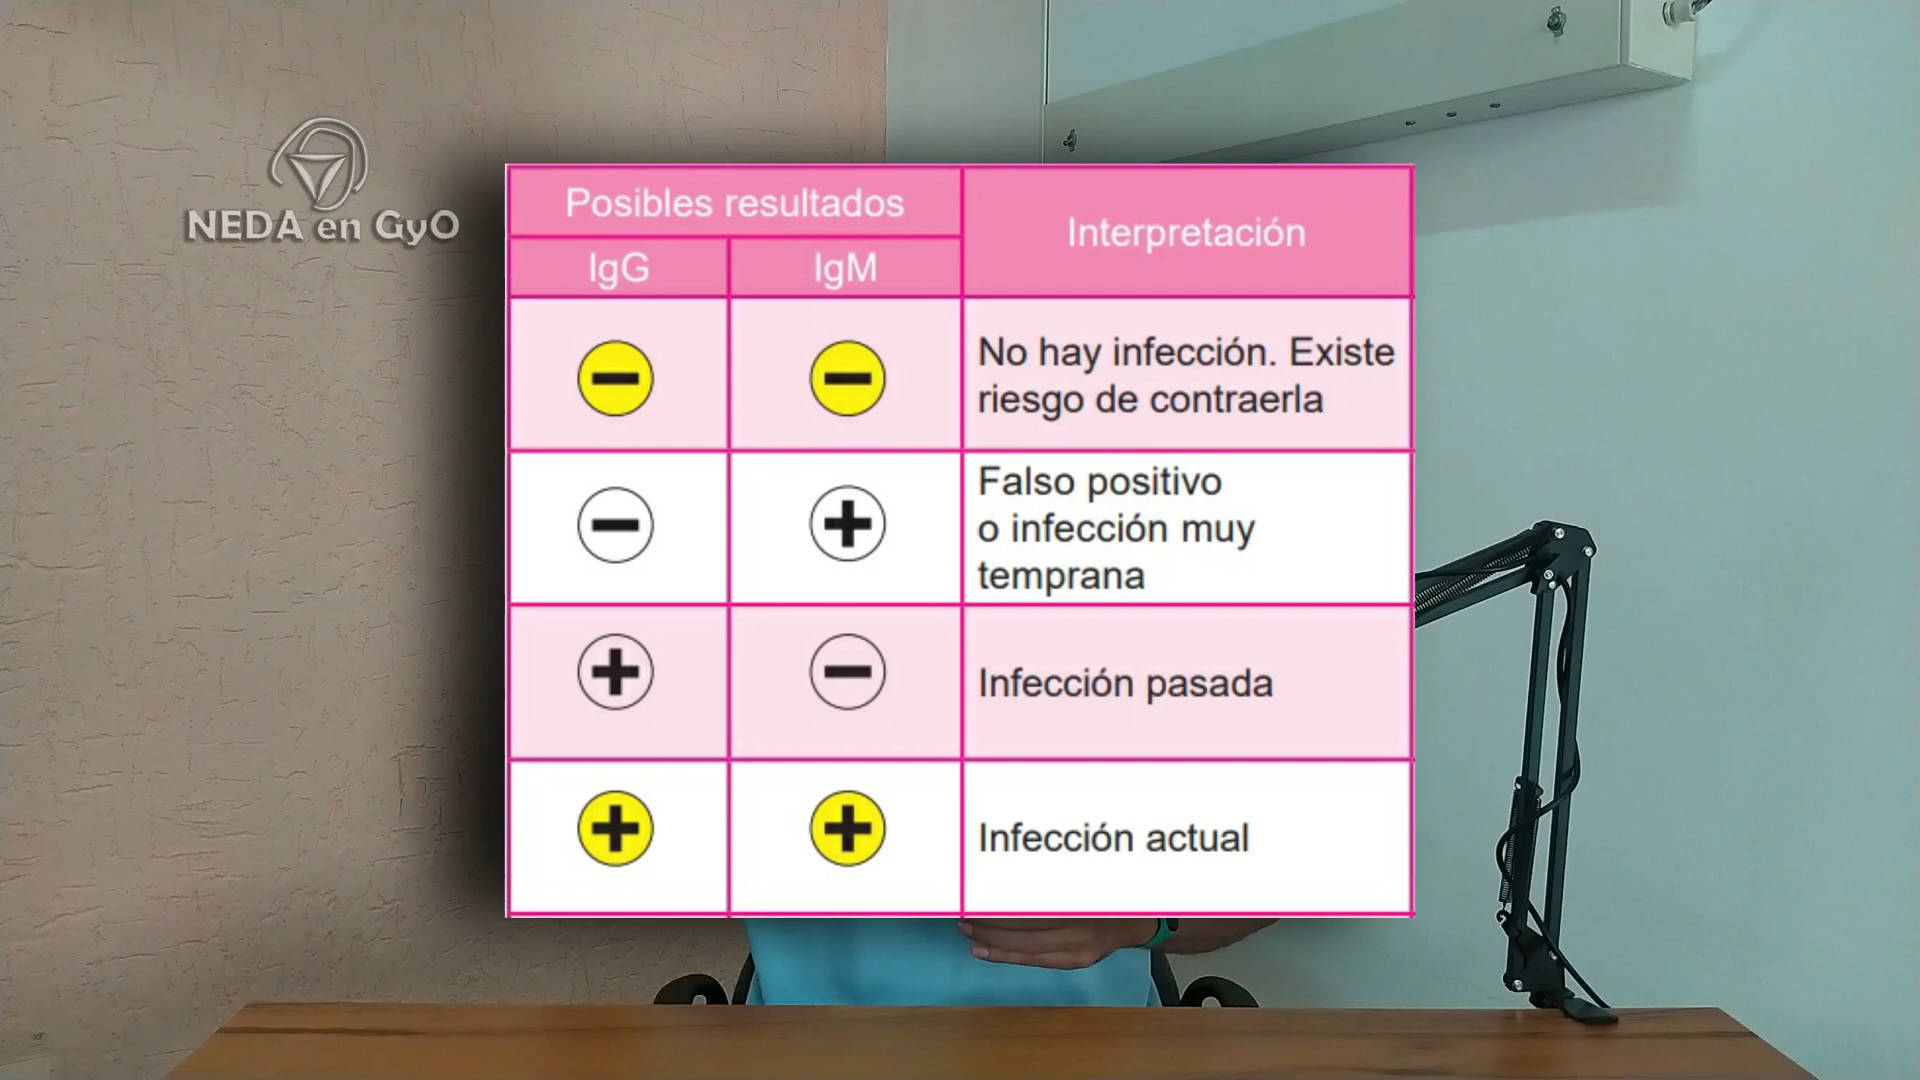 NEDA en GyO
Posibles resultados
Interpretación
IgG
IgM
No hay infección. Existe
riesgo de contraerla
Falso positivo
o infección muy
temprana
Infección pasada
Infección actual